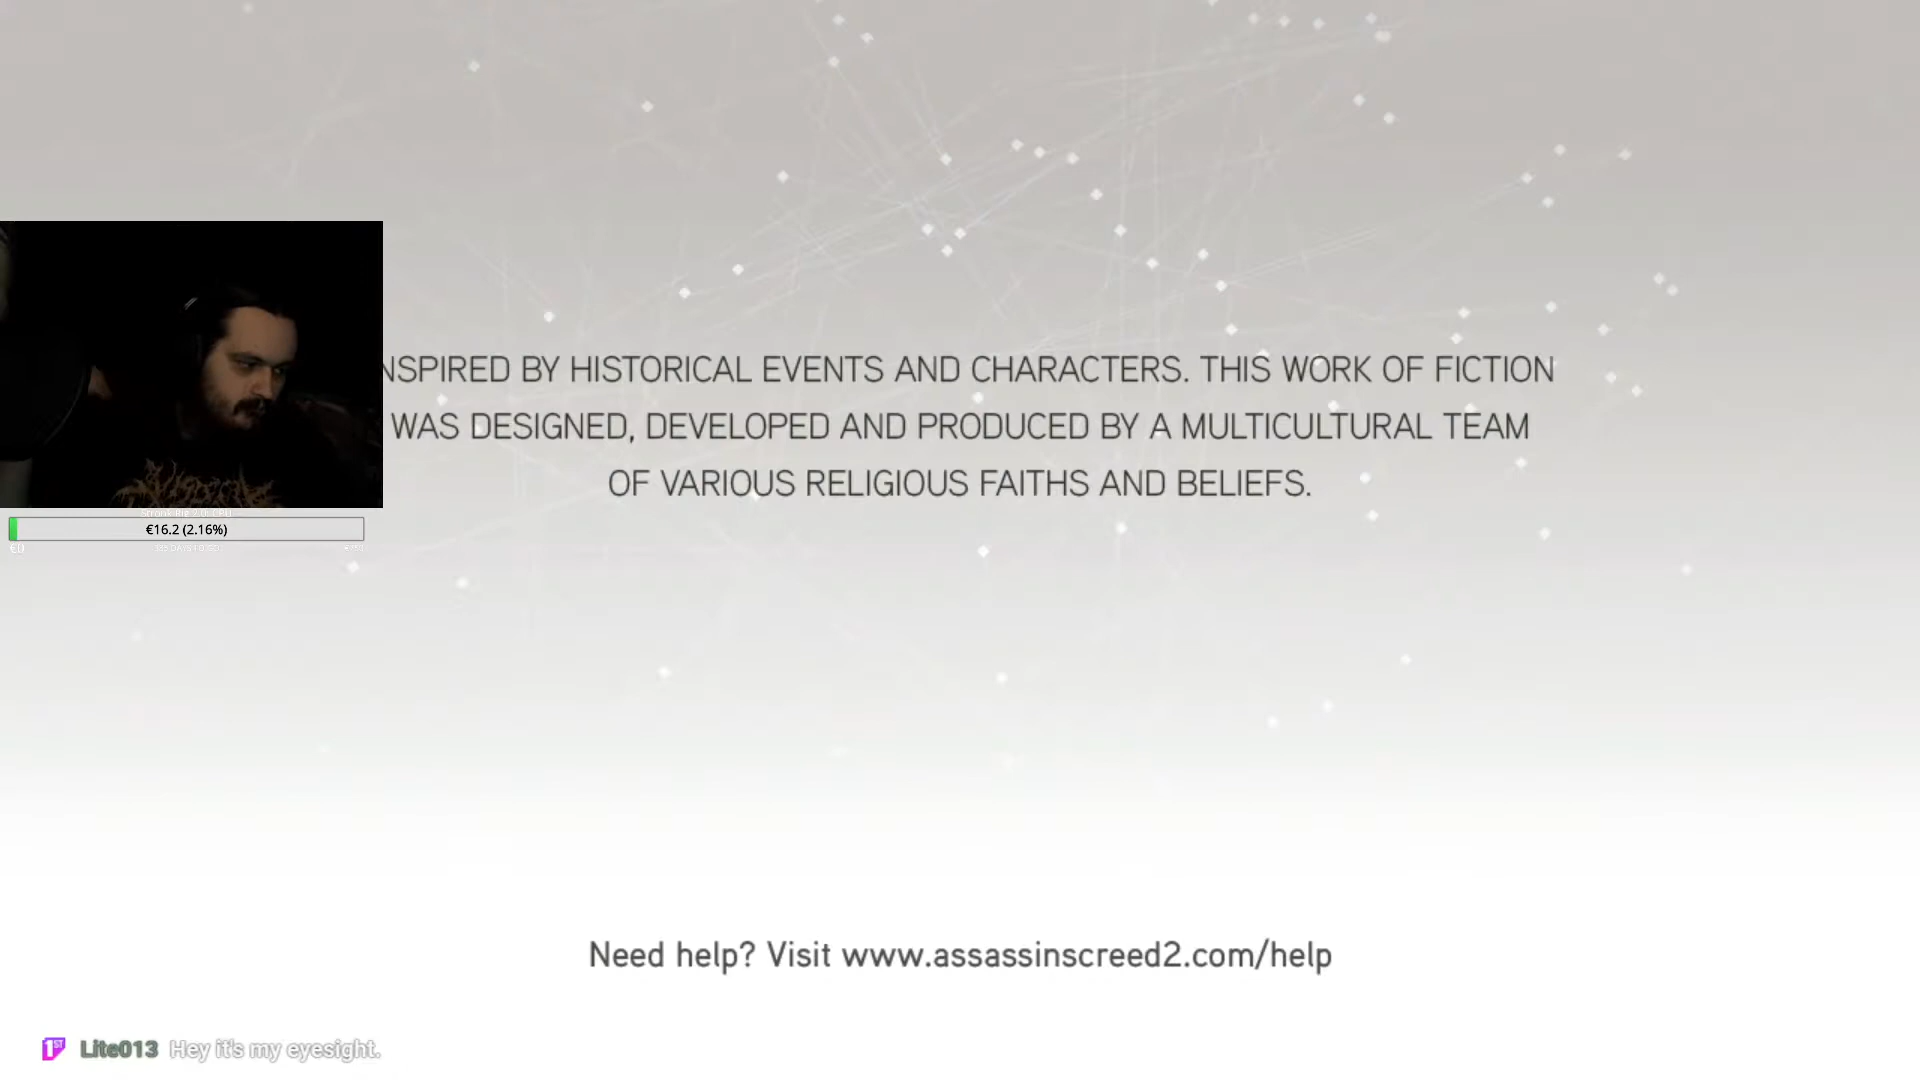 NSPIRED BY HISTORICAL EVENTS AND CHARACTERS. THIS WORK OF FICTION
WAS DESIGNED, DEVELOPED AND PRODUCED BY A MULTICULTURAL TEAM
OF VARIOUS RELIGIOUS FAITHS AND BELIEFS.
€16.2 (2.16%)
€0
Need help? Visit www.assassinscreed2.com/help
1ST Lite013 Hey it's my eyesight.